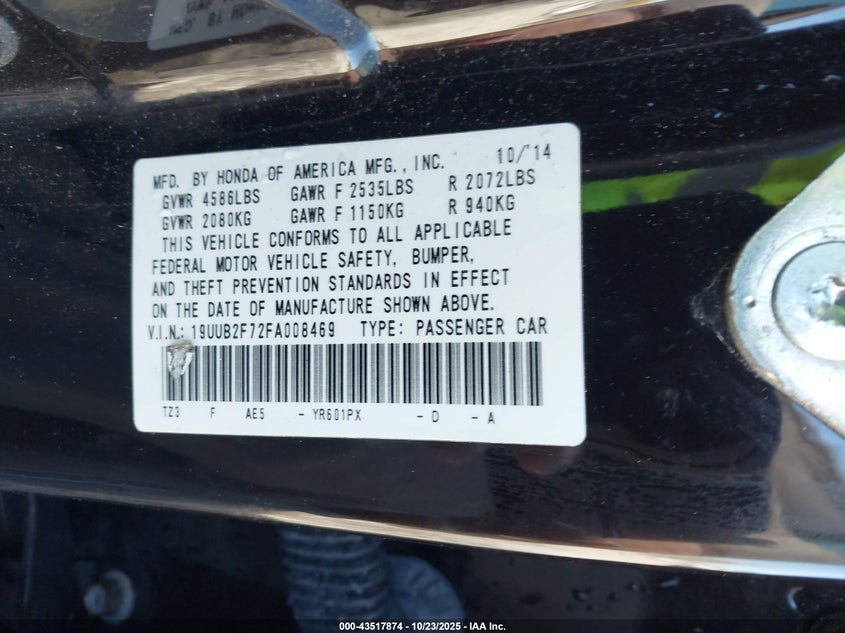 MFD. BY HONDA OF AMERICA MFG., INC. 10/14
GVWR 4586LBS GAWR F 2535LBS R 2072LBS
GVWR 2080KG GAWR F 1150KG R 940KG
THIS VEHICLE CONFORMS TO ALL APPLICABLE
FEDERAL MOTOR VEHICLE SAFETY, BUMPER,
AND THEFT PREVENTION STANDARDS IN EFFECT
ON THE DATE OF MANUFACTURE SHOWN ABOVE.
V.I.N.: 19UUB2F72FA008469 TYPE: PASSENGER CAR
TZ3 F AE5 - YR601PX - D - A
000-43517874 | 10/23/2025 - IAA Inc.